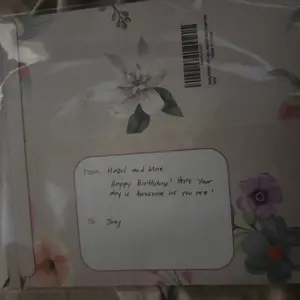 From: Hazel and Mae
Happy Birthday! Hope your
day is Awesome as you are!
To: Joey